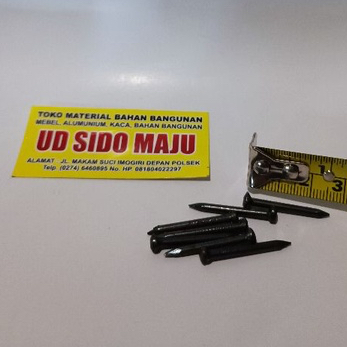 TOKO MATERIAL BAHAN BANGUNAN
MEBEL, ALUMUNIUM, KACA, BAHAN BANGUNAN
UD SIDO MAJU
ALAMAT : JL. MAKAM SUCI IMOGIRI DEPAN POLSEK
Telp. (0274) 6460895 No. HP. 081804022297
1
3